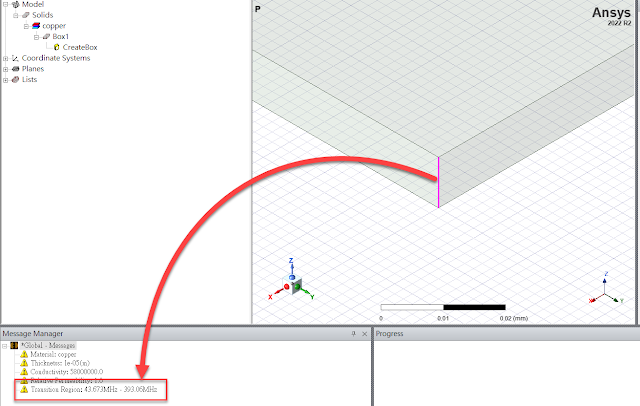 Model
Solids
copper
Box1
CreateBox
Coordinate Systems
Planes
Lists
P
Ansys
2022 R2
Z
X
Y
Z
X
Y
0
0.01
0.02 (mm)
Message Manager
*Global - Messages
Material: copper
Thickness: 1e-05(m)
Conductivity: 58000000.0
Relative Permeability: 1.0
Transition Region: 43.673MHz - 393.06MHz
Progress